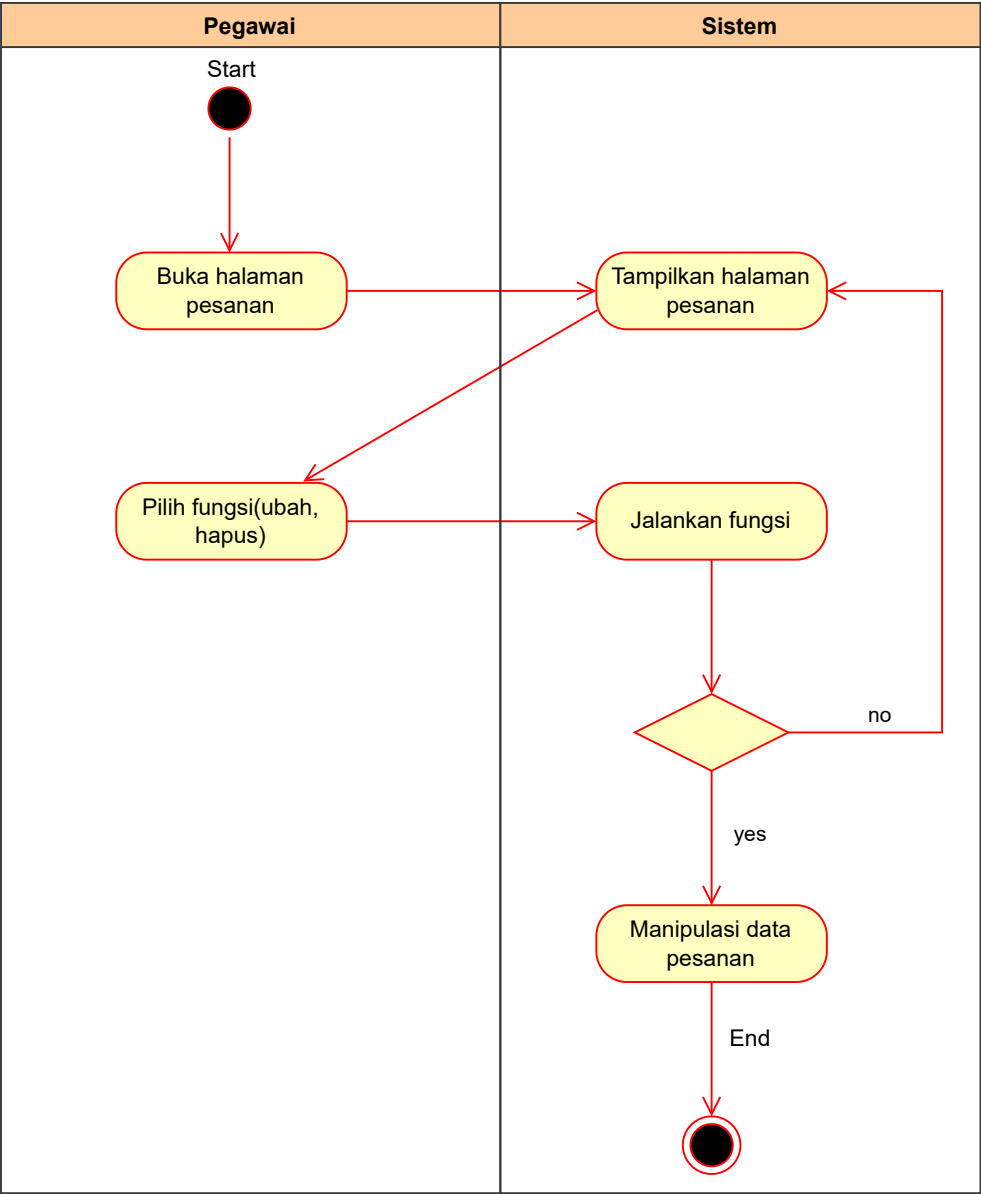 Pegawai
Sistem
Start
Buka halaman
pesanan
Tampilkan halaman
pesanan
Pilih fungsi(ubah,
hapus)
Jalankan fungsi
no
yes
Manipulasi data
pesanan
End